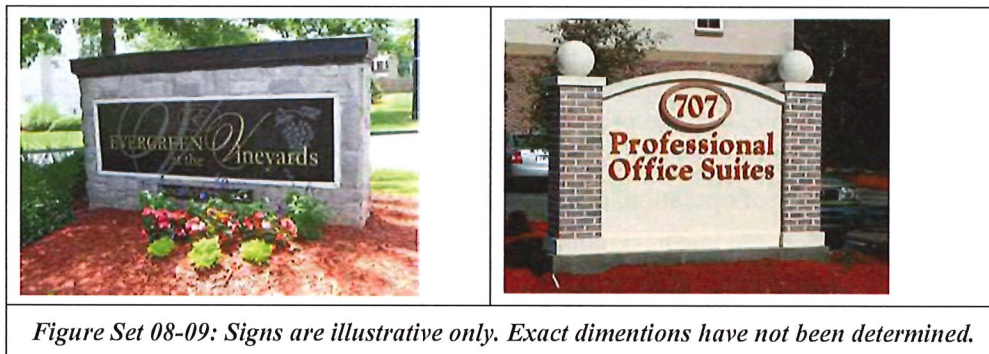 EVERGREEN
at the Vineyards
707
Professional
Office Suites
Figure Set 08-09: Signs are illustrative only. Exact dimentions have not been determined.